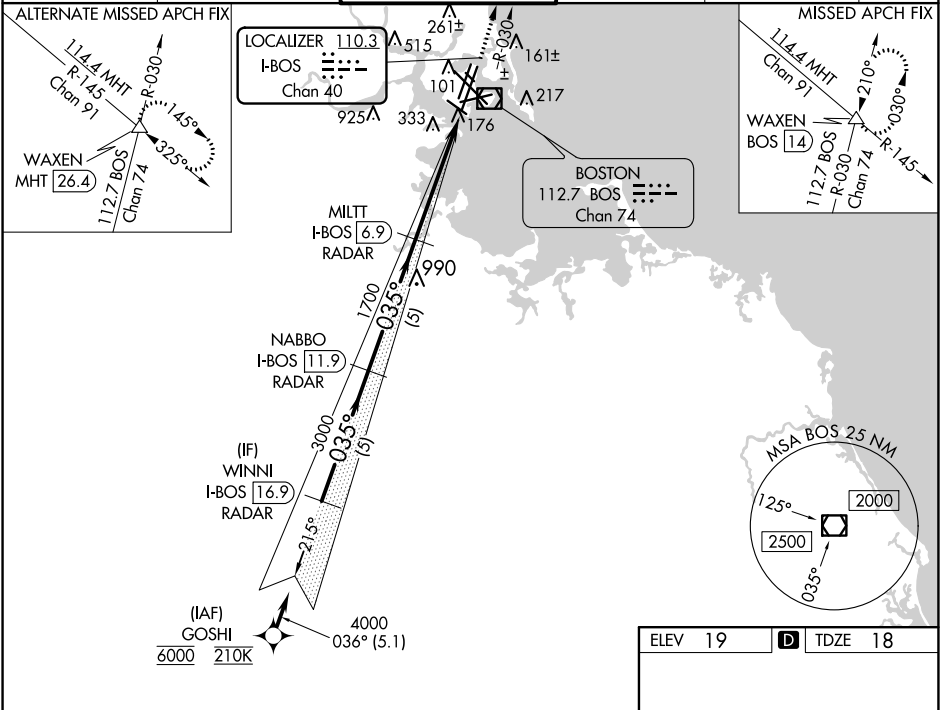 ALTERNATE MISSED APCH FIX
114.4 MHT
R-145
Chan 91
R-030
145°
325°
WAXEN
MHT 26.4
112.7 BOS
Chan 74
LOCALIZER 110.3
I-BOS
Chan 40
515
261±
R-030
161±
101
217
925
333
176
BOSTON
112.7 BOS
Chan 74
MISSED APCH FIX
114.4 MHT
Chan 91
210°
030°
WAXEN
BOS 14
R-145
112.7 BOS
R-030
Chan 74
MILTT
I-BOS 6.9
RADAR
990
1700
035°
(5)
NABBO
I-BOS 11.9
RADAR
3000
035°
(5)
(IF)
WINNI
I-BOS 16.9
RADAR
215°
(IAF)
GOSHI
6000 210K
4000
036° (5.1)
MSA BOS 25 NM
125°
2000
2500
035°
ELEV 19 D TDZE 18